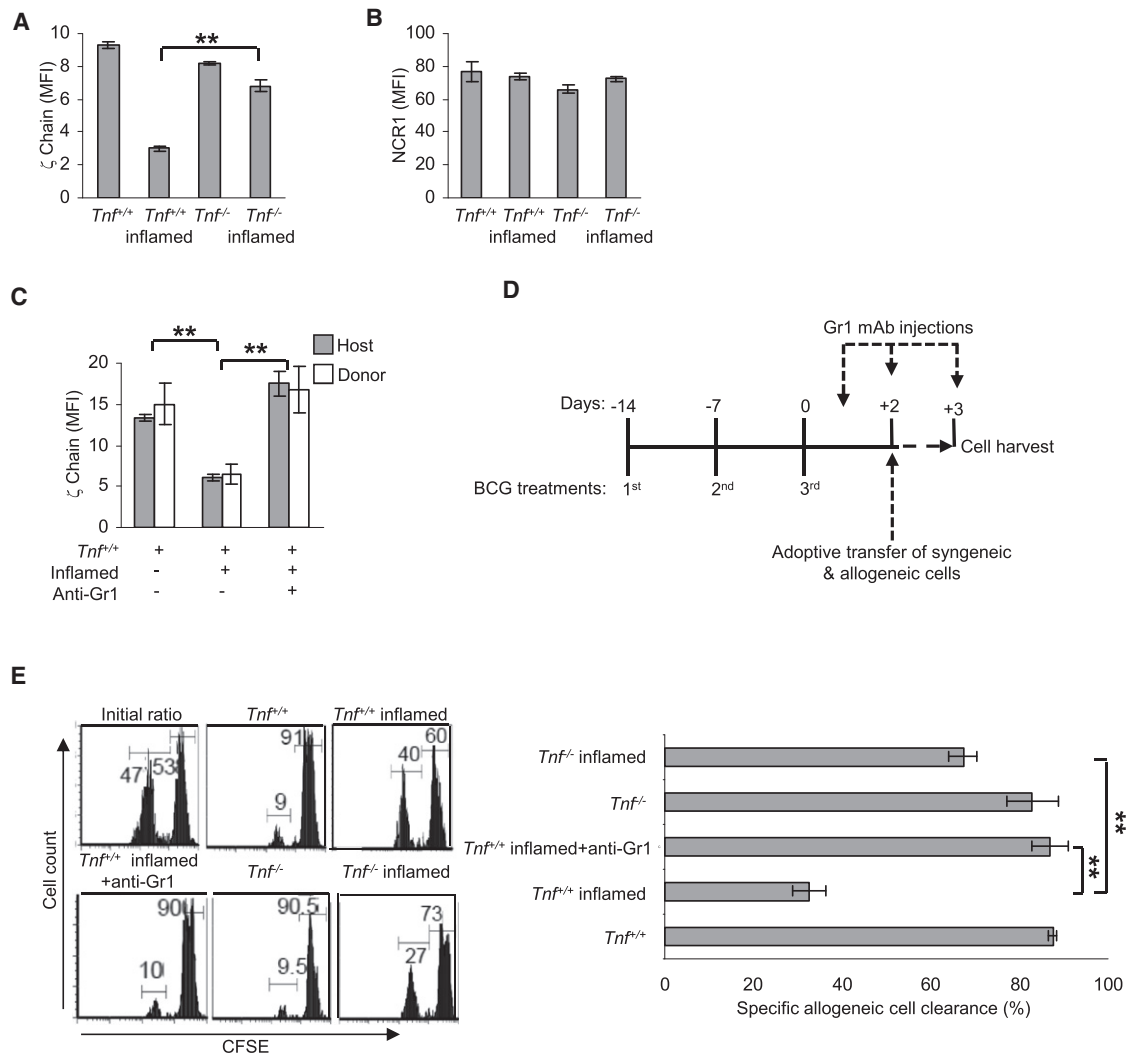 A
10
8
6
4
2
0
ζ Chain (MFI)
**
Tnf+/+ Tnf+/+ Tnf-/- Tnf-/-
inflamed inflamed
B
100
80
60
40
20
0
NCR1 (MFI)
Tnf+/+ Tnf+/+ Tnf-/- Tnf-/-
inflamed inflamed
C
20
15
10
5
0
ζ Chain (MFI)
** **
Host
Donor
Tnf+/+ + + +
Inflamed - + +
Anti-Gr1 - - +
D
Gr1 mAb injections
Days: -14 -7 0 +2 +3
Cell harvest
BCG treatments: 1st 2nd 3rd
Adoptive transfer of syngeneic
& allogeneic cells
E
Initial ratio Tnf+/+ Tnf+/+ inflamed
47 53 9 91 40 60
Tnf+/+ inflamed
+anti-Gr1 Tnf-/- Tnf-/- inflamed
10 90 9.5 90.5 27 73
Cell count
CFSE
Tnf-/- inflamed
Tnf-/-
Tnf+/+ inflamed+anti-Gr1
Tnf+/+ inflamed
Tnf+/+
** **
0 20 40 60 80 100
Specific allogeneic cell clearance (%)